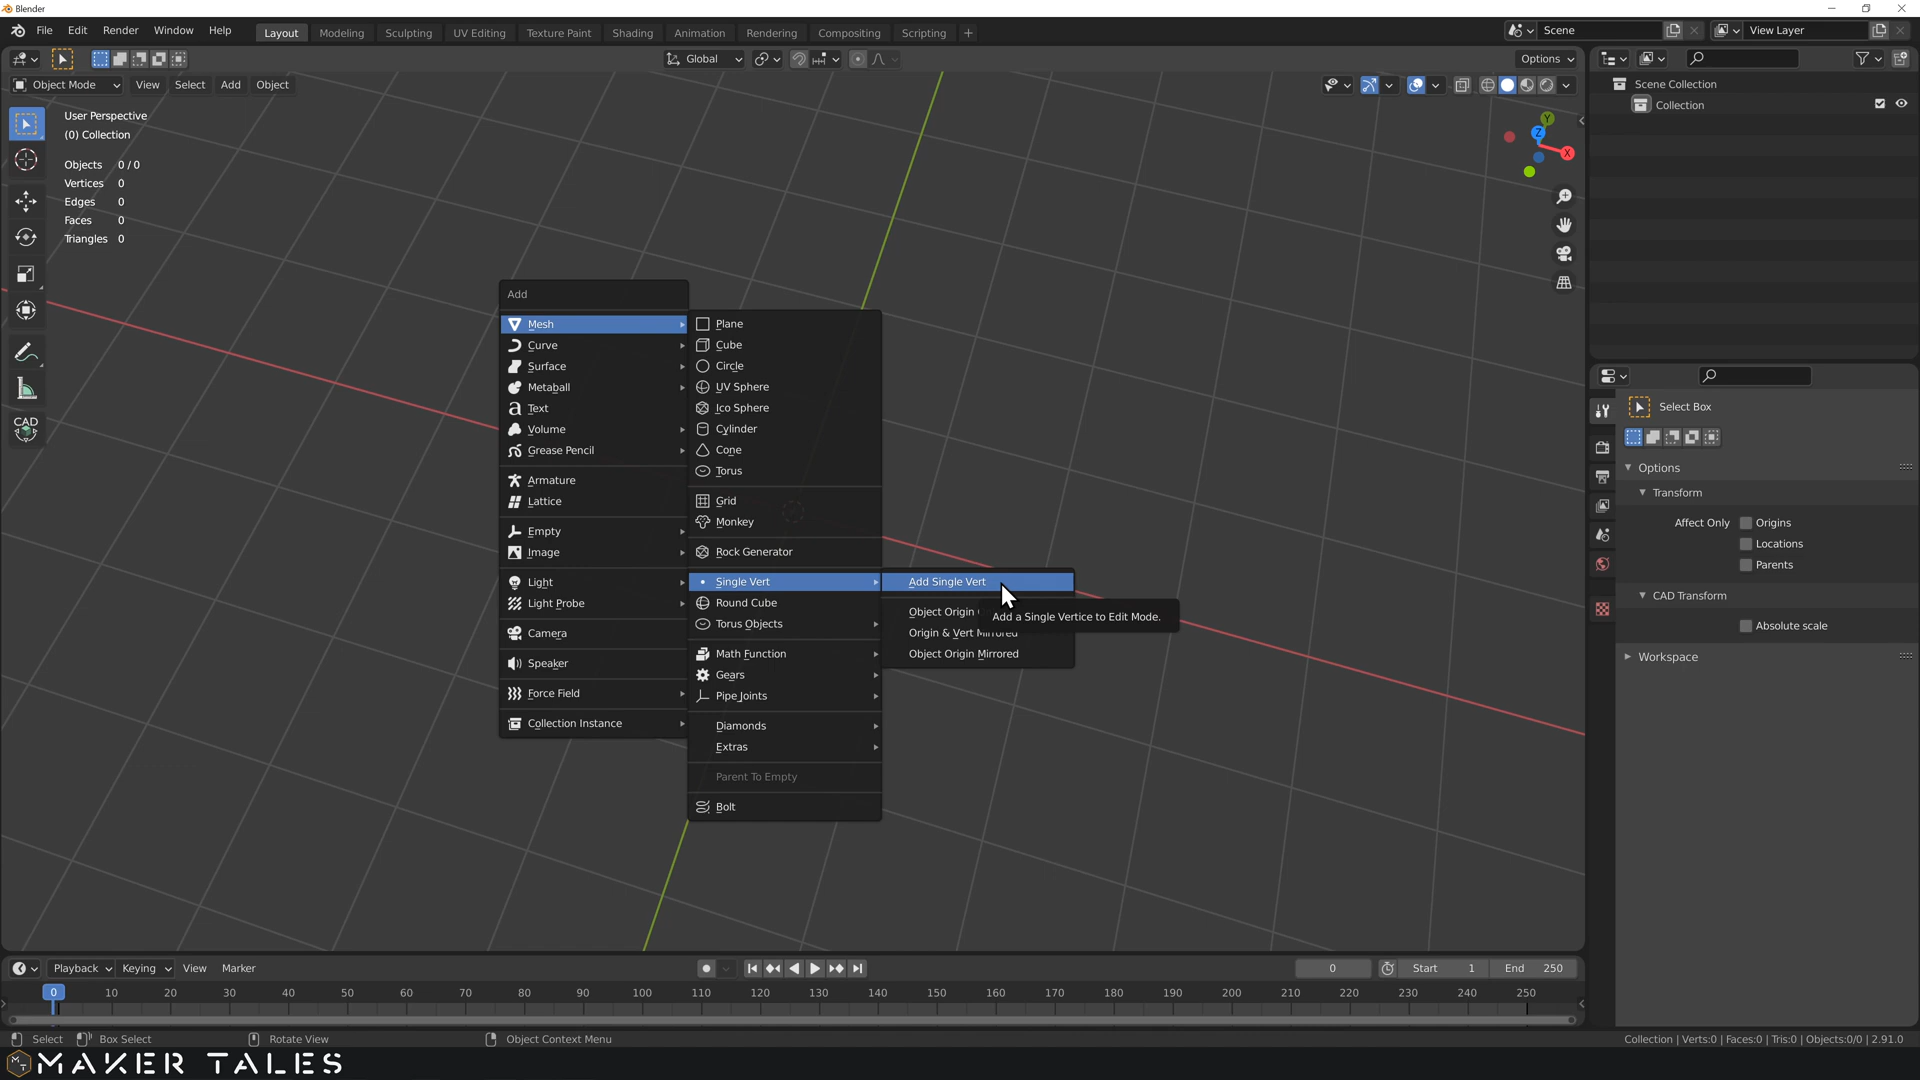 Blender
File Edit Render Window Help
Layout Modeling Sculpting UV Editing Texture Paint Shading Animation Rendering Compositing Scripting +
Scene
View Layer
Global
Options
Object Mode View Select Add Object
User Perspective
(0) Collection
Objects 0/0
Vertices 0
Edges 0
Faces 0
Triangles 0
CAD
Y
Z
X
Add
Mesh
Curve
Surface
Metaball
Text
Volume
Grease Pencil
Armature
Lattice
Empty
Image
Light
Light Probe
Camera
Speaker
Force Field
Collection Instance
Plane
Cube
Circle
UV Sphere
Ico Sphere
Cylinder
Cone
Torus
Grid
Monkey
Rock Generator
Single Vert
Round Cube
Torus Objects
Math Function
Gears
Pipe Joints
Diamonds
Extras
Parent To Empty
Bolt
Add Single Vert
Object Origin
Add a Single Vertice to Edit Mode.
Origin & Vert Mirrored
Object Origin Mirrored
Scene Collection
Collection
Select Box
Options
Transform
Affect Only Origins
Locations
Parents
CAD Transform
Absolute scale
Workspace
Playback Keying View Marker
0
Start 1 End 250
0 10 20 30 40 50 60 70 80 90 100 110 120 130 140 150 160 170 180 190 200 210 220 230 240 250
Select Box Select Rotate View Object Context Menu
Collection | Verts:0 | Faces:0 | Tris:0 | Objects:0/0 | 2.91.0
MAKER TALES